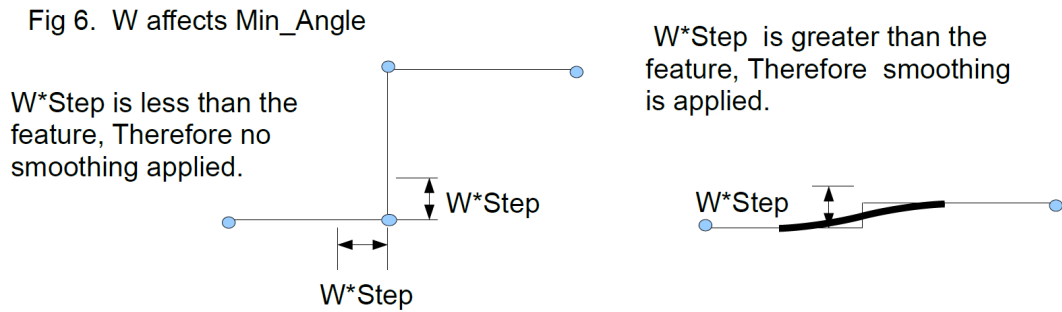 Fig 6. W affects Min_Angle
W*Step is less than the
feature, Therefore no
smoothing applied.
W*Step
W*Step
W*Step is greater than the
feature, Therefore smoothing
is applied.
W*Step